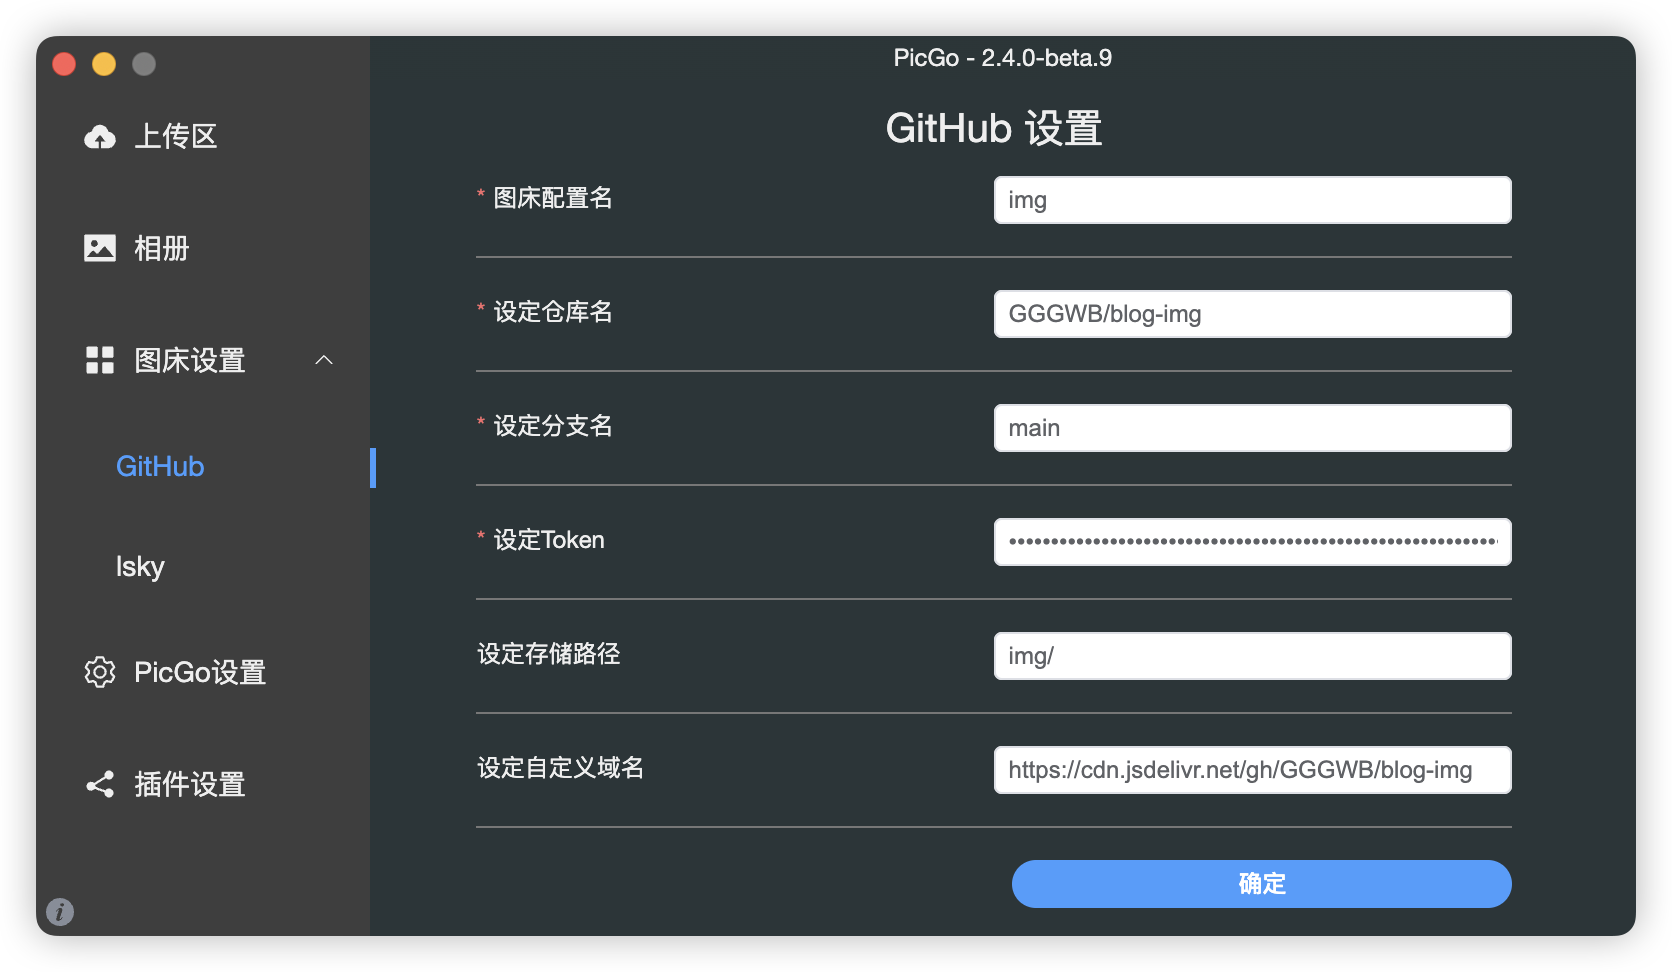 PicGo - 2.4.0-beta.9
上传区
相册
图床设置
GitHub
lsky
PicGo设置
插件设置
GitHub 设置
* 图床配置名
img
* 设定仓库名
GGGWB/blog-img
* 设定分支名
main
* 设定Token
设定存储路径
img/
设定自定义域名
https://cdn.jsdelivr.net/gh/GGGWB/blog-img
确定